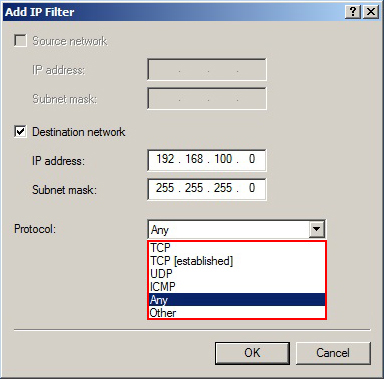 Add IP Filter
Source network
IP address: . . .
Subnet mask: . . .
Destination network
IP address: 192 . 168 . 100 . 0
Subnet mask: 255 . 255 . 255 . 0
Protocol: Any
TCP
TCP [established]
UDP
ICMP
Any
Other
OK Cancel